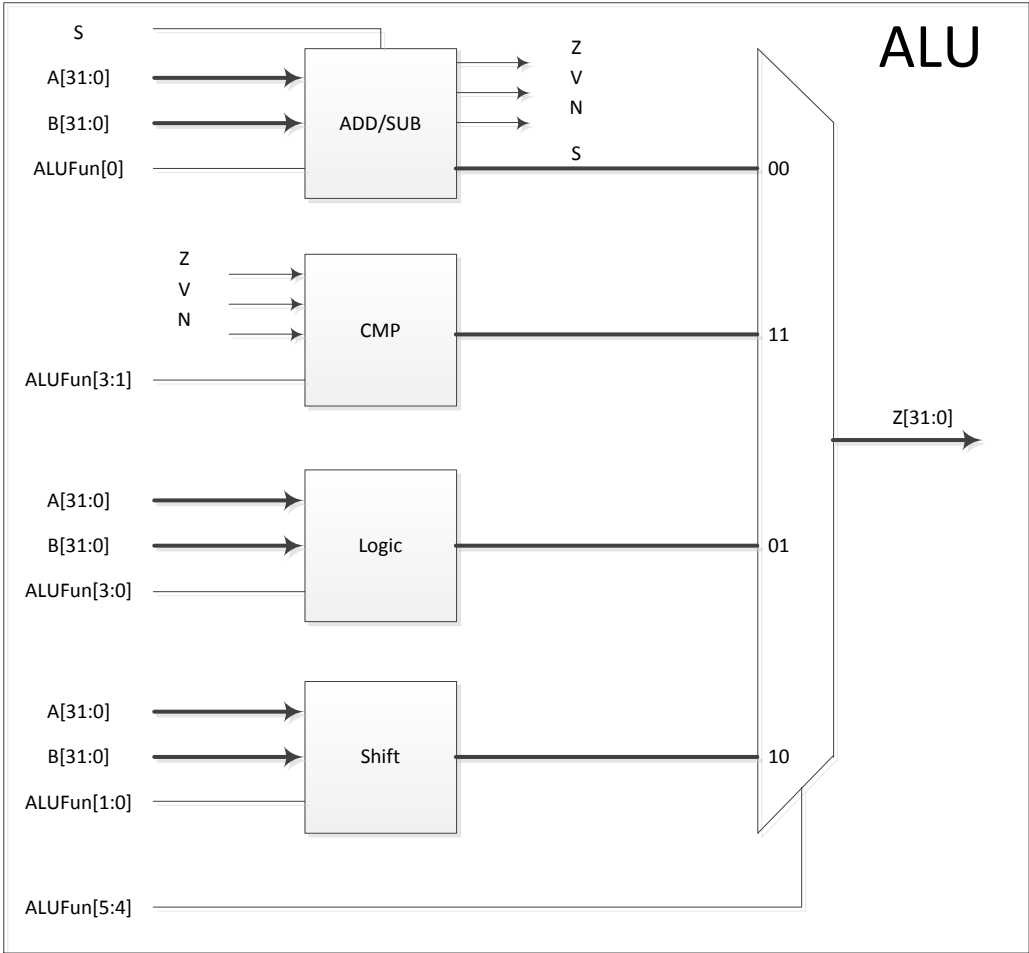 ALU
S
A[31:0]
B[31:0]
ALUFun[0]
ADD/SUB
Z
V
N
S
00
Z
V
N
ALUFun[3:1]
CMP
11
Z[31:0]
A[31:0]
B[31:0]
ALUFun[3:0]
Logic
01
A[31:0]
B[31:0]
ALUFun[1:0]
Shift
10
ALUFun[5:4]